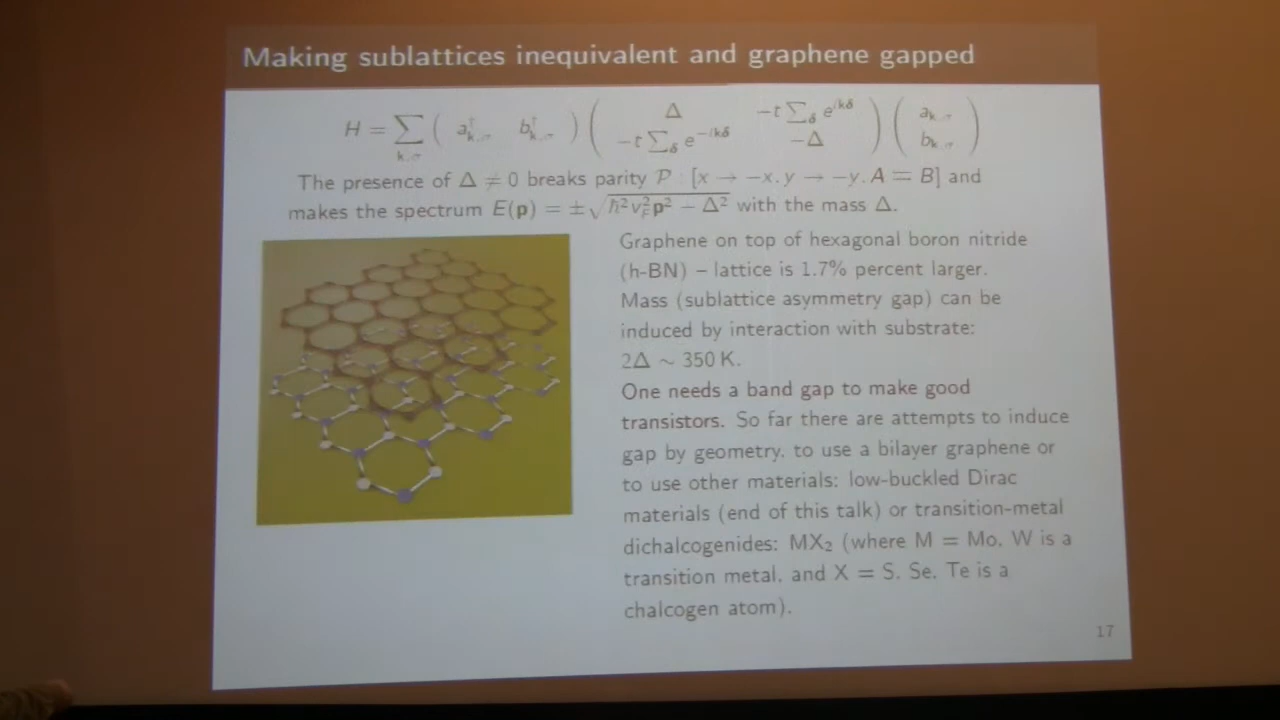 Making sublattices inequivalent and graphene gapped
H = ∑_{k,σ} ( a†_{k,σ} b†_{k,σ} ) ( Δ −t ∑_δ e^{ikδ} ; −t ∑_δ e^{−ikδ} −Δ ) ( a_{k,σ} ; b_{k,σ} )
The presence of Δ ≠ 0 breaks parity P : [x → −x, y → −y, A ⇌ B] and
makes the spectrum E(p) = ±√ħ²v_F²p² − Δ² with the mass Δ.
Graphene on top of hexagonal boron nitride
(h-BN) – lattice is 1.7% percent larger.
Mass (sublattice asymmetry gap) can be
induced by interaction with substrate:
2Δ ∼ 350 K.
One needs a band gap to make good
transistors. So far there are attempts to induce
gap by geometry, to use a bilayer graphene or
to use other materials: low-buckled Dirac
materials (end of this talk) or transition-metal
dichalcogenides: MX₂ (where M = Mo, W is a
transition metal, and X = S, Se, Te is a
chalcogen atom).
17